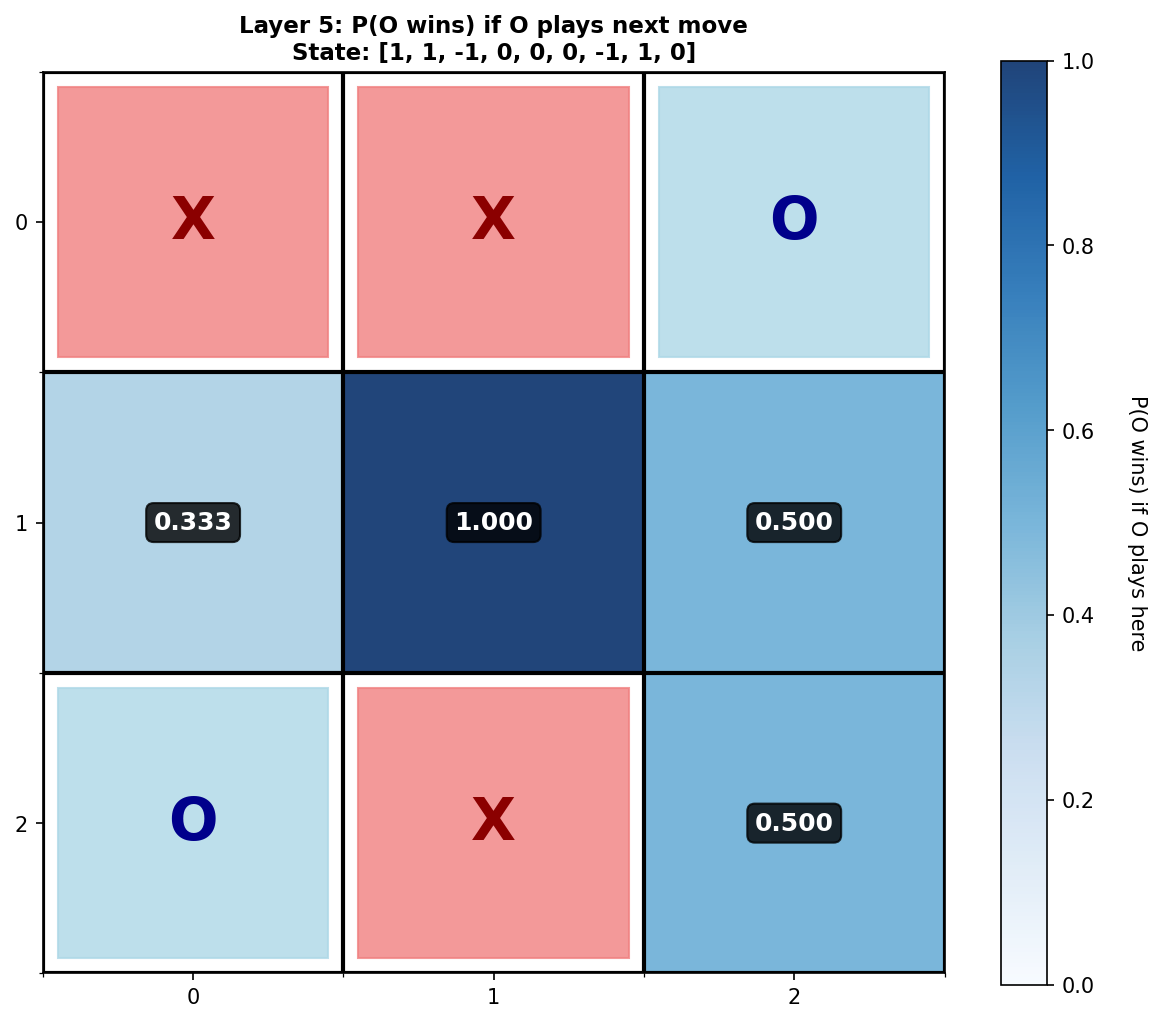 Layer 5: P(O wins) if O plays next move
State: [1, 1, -1, 0, 0, 0, -1, 1, 0]
0
X
X
O
1
0.333
1.000
0.500
2
O
X
0.500
0
1
2
1.0
0.8
0.6
0.4
0.2
0.0
P(O wins) if O plays here